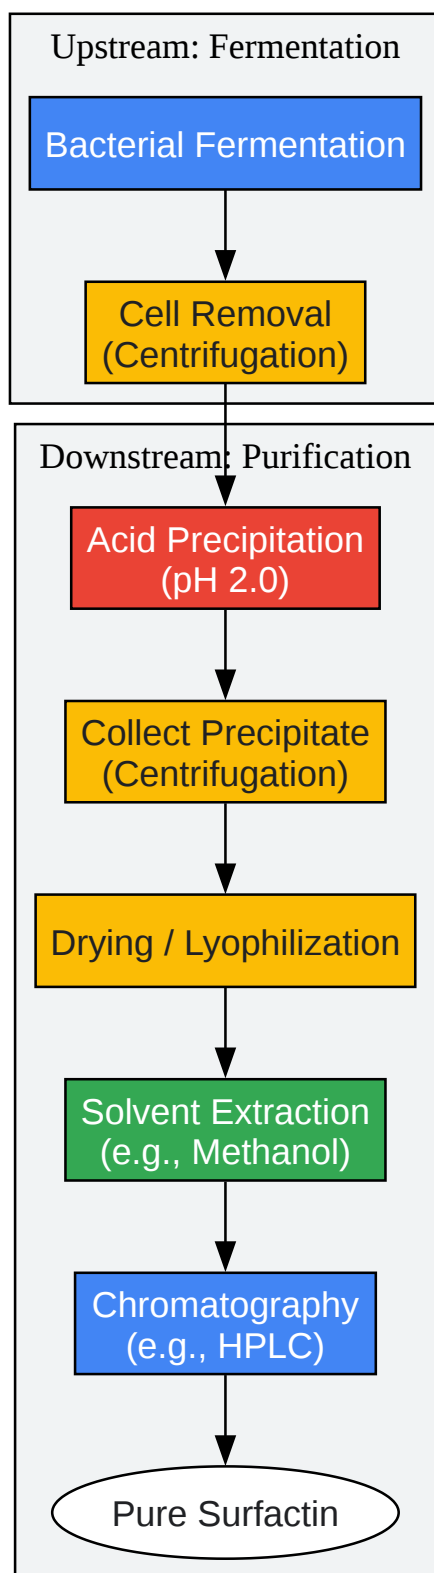 Upstream: Fermentation
Bacterial Fermentation
Cell Removal
(Centrifugation)
Downstream: Purification
Acid Precipitation
(pH 2.0)
Collect Precipitate
(Centrifugation)
Drying / Lyophilization
Solvent Extraction
(e.g., Methanol)
Chromatography
(e.g., HPLC)
Pure Surfactin